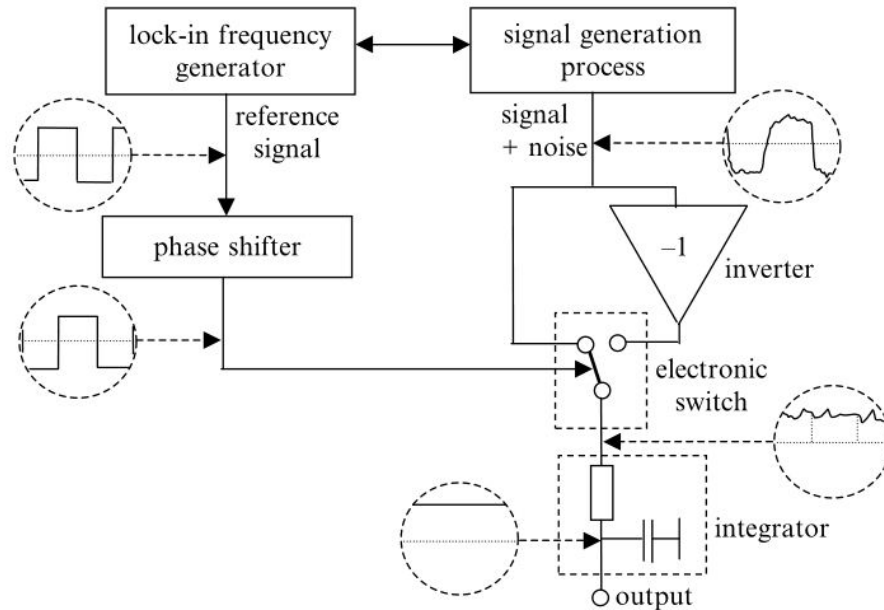 lock-in frequency
generator
signal generation
process
reference
signal
signal
+ noise
phase shifter
–1
inverter
electronic
switch
integrator
output